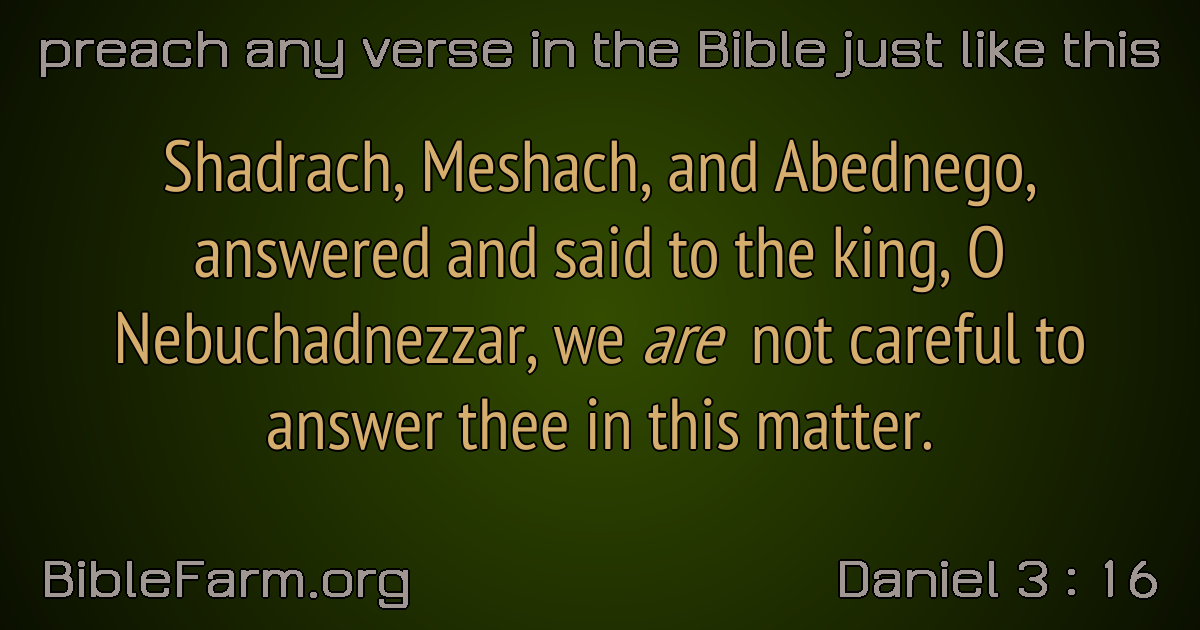 preach any verse in the Bible just like this
Shadrach, Meshach, and Abednego,
answered and said to the king, O
Nebuchadnezzar, we are not careful to
answer thee in this matter.
BibleFarm.org
Daniel 3 : 16